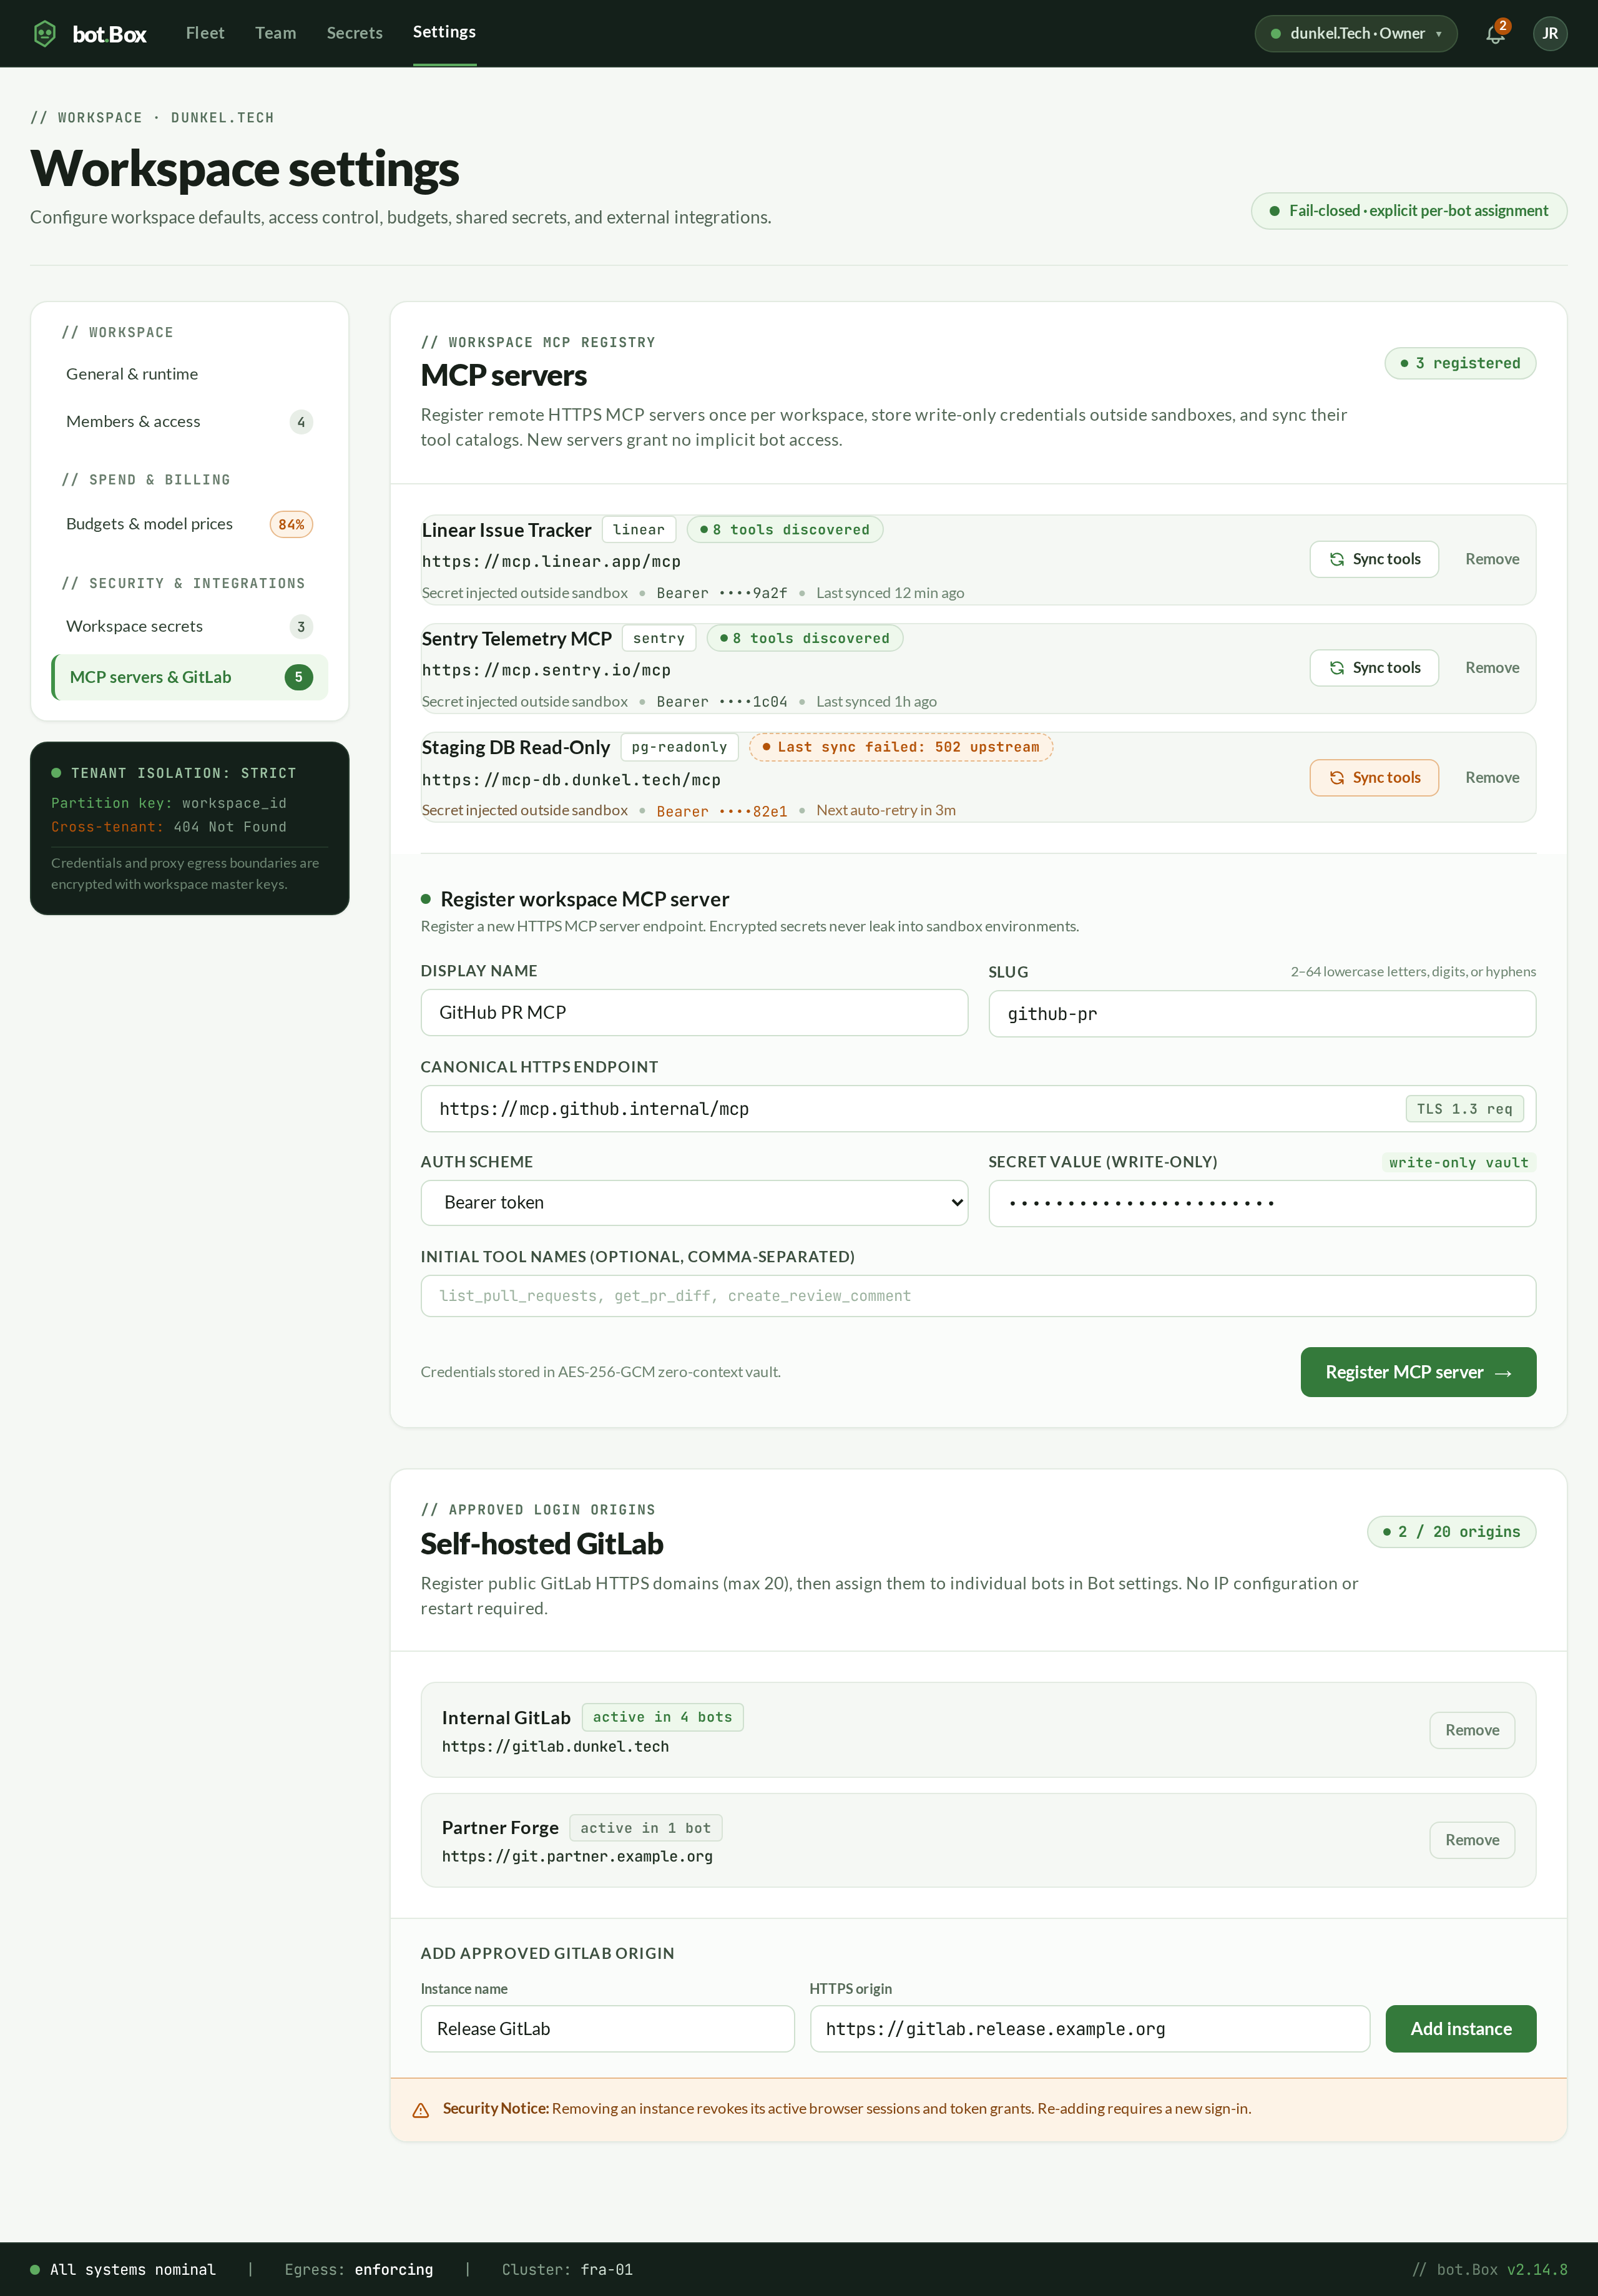 bot.Box
Fleet
Team
Secrets
Settings
dunkel.Tech · Owner ▾
2
JR
// WORKSPACE · DUNKEL.TECH
Workspace settings
Configure workspace defaults, access control, budgets, shared secrets, and external integrations.
Fail-closed · explicit per-bot assignment
// WORKSPACE
General & runtime
Members & access 4
// SPEND & BILLING
Budgets & model prices 84%
// SECURITY & INTEGRATIONS
Workspace secrets 3
MCP servers & GitLab 5
TENANT ISOLATION: STRICT
Partition key: workspace_id
Cross-tenant: 404 Not Found
Credentials and proxy egress boundaries are
encrypted with workspace master keys.
// WORKSPACE MCP REGISTRY
MCP servers
3 registered
Register remote HTTPS MCP servers once per workspace, store write-only credentials outside sandboxes, and sync their
tool catalogs. New servers grant no implicit bot access.
Linear Issue Tracker linear 8 tools discovered
https://mcp.linear.app/mcp
Secret injected outside sandbox • Bearer ••••9a2f • Last synced 12 min ago
Sync tools Remove
Sentry Telemetry MCP sentry 8 tools discovered
https://mcp.sentry.io/mcp
Secret injected outside sandbox • Bearer ••••1c04 • Last synced 1h ago
Sync tools Remove
Staging DB Read-Only pg-readonly Last sync failed: 502 upstream
https://mcp-db.dunkel.tech/mcp
Secret injected outside sandbox • Bearer ••••82e1 • Next auto-retry in 3m
Sync tools Remove
Register workspace MCP server
Register a new HTTPS MCP server endpoint. Encrypted secrets never leak into sandbox environments.
DISPLAY NAME
GitHub PR MCP
SLUG 2–64 lowercase letters, digits, or hyphens
github-pr
CANONICAL HTTPS ENDPOINT
https://mcp.github.internal/mcp TLS 1.3 req
AUTH SCHEME
Bearer token
SECRET VALUE (WRITE-ONLY) write-only vault
•••••••••••••••••••••••
INITIAL TOOL NAMES (OPTIONAL, COMMA-SEPARATED)
list_pull_requests, get_pr_diff, create_review_comment
Credentials stored in AES-256-GCM zero-context vault.
Register MCP server →
// APPROVED LOGIN ORIGINS
Self-hosted GitLab
2 / 20 origins
Register public GitLab HTTPS domains (max 20), then assign them to individual bots in Bot settings. No IP configuration or
restart required.
Internal GitLab active in 4 bots
https://gitlab.dunkel.tech
Remove
Partner Forge active in 1 bot
https://git.partner.example.org
Remove
ADD APPROVED GITLAB ORIGIN
Instance name
Release GitLab
HTTPS origin
https://gitlab.release.example.org
Add instance
Security Notice: Removing an instance revokes its active browser sessions and token grants. Re-adding requires a new sign-in.
All systems nominal | Egress: enforcing | Cluster: fra-01
// bot.Box v2.14.8